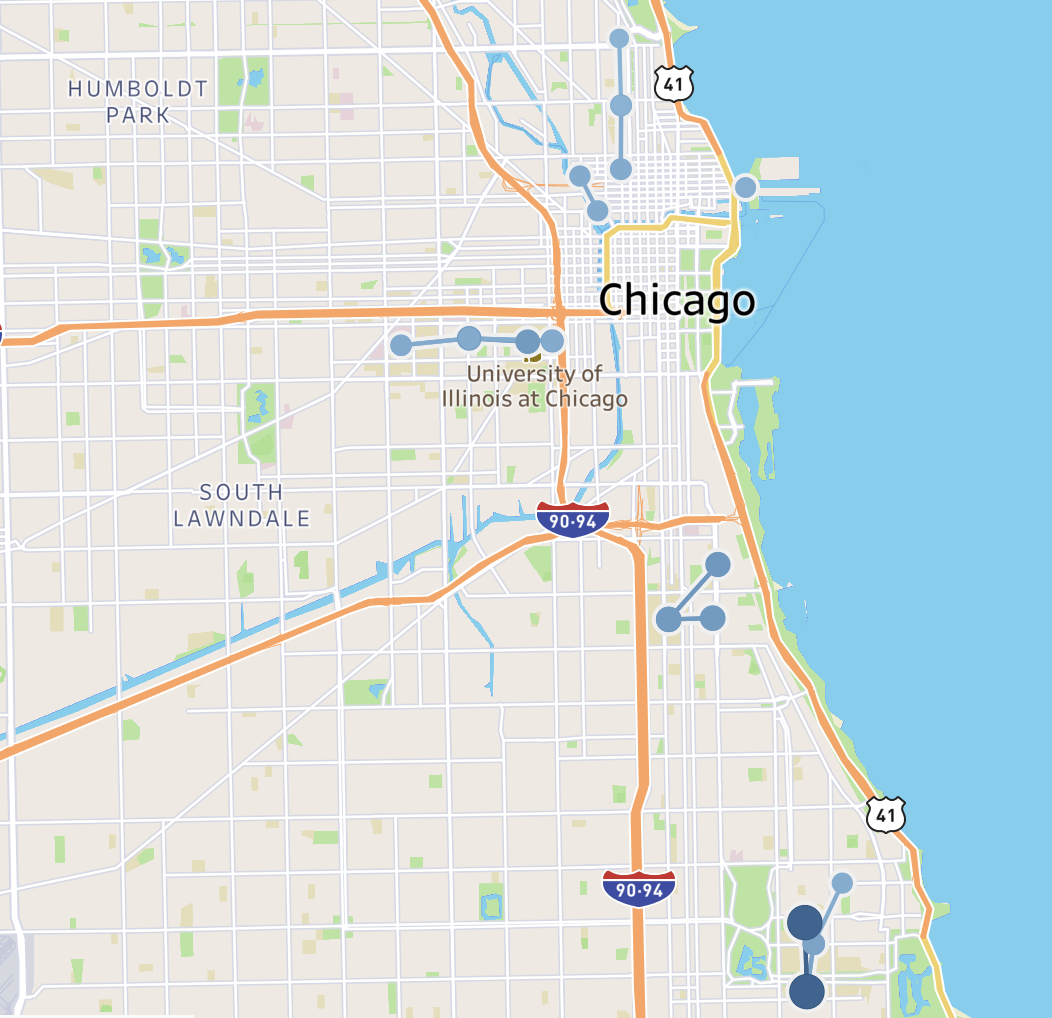 41
HUMBOLDT
PARK
Chicago
University of
Illinois at Chicago
SOUTH
LAWNDALE
90·94
41
90·94